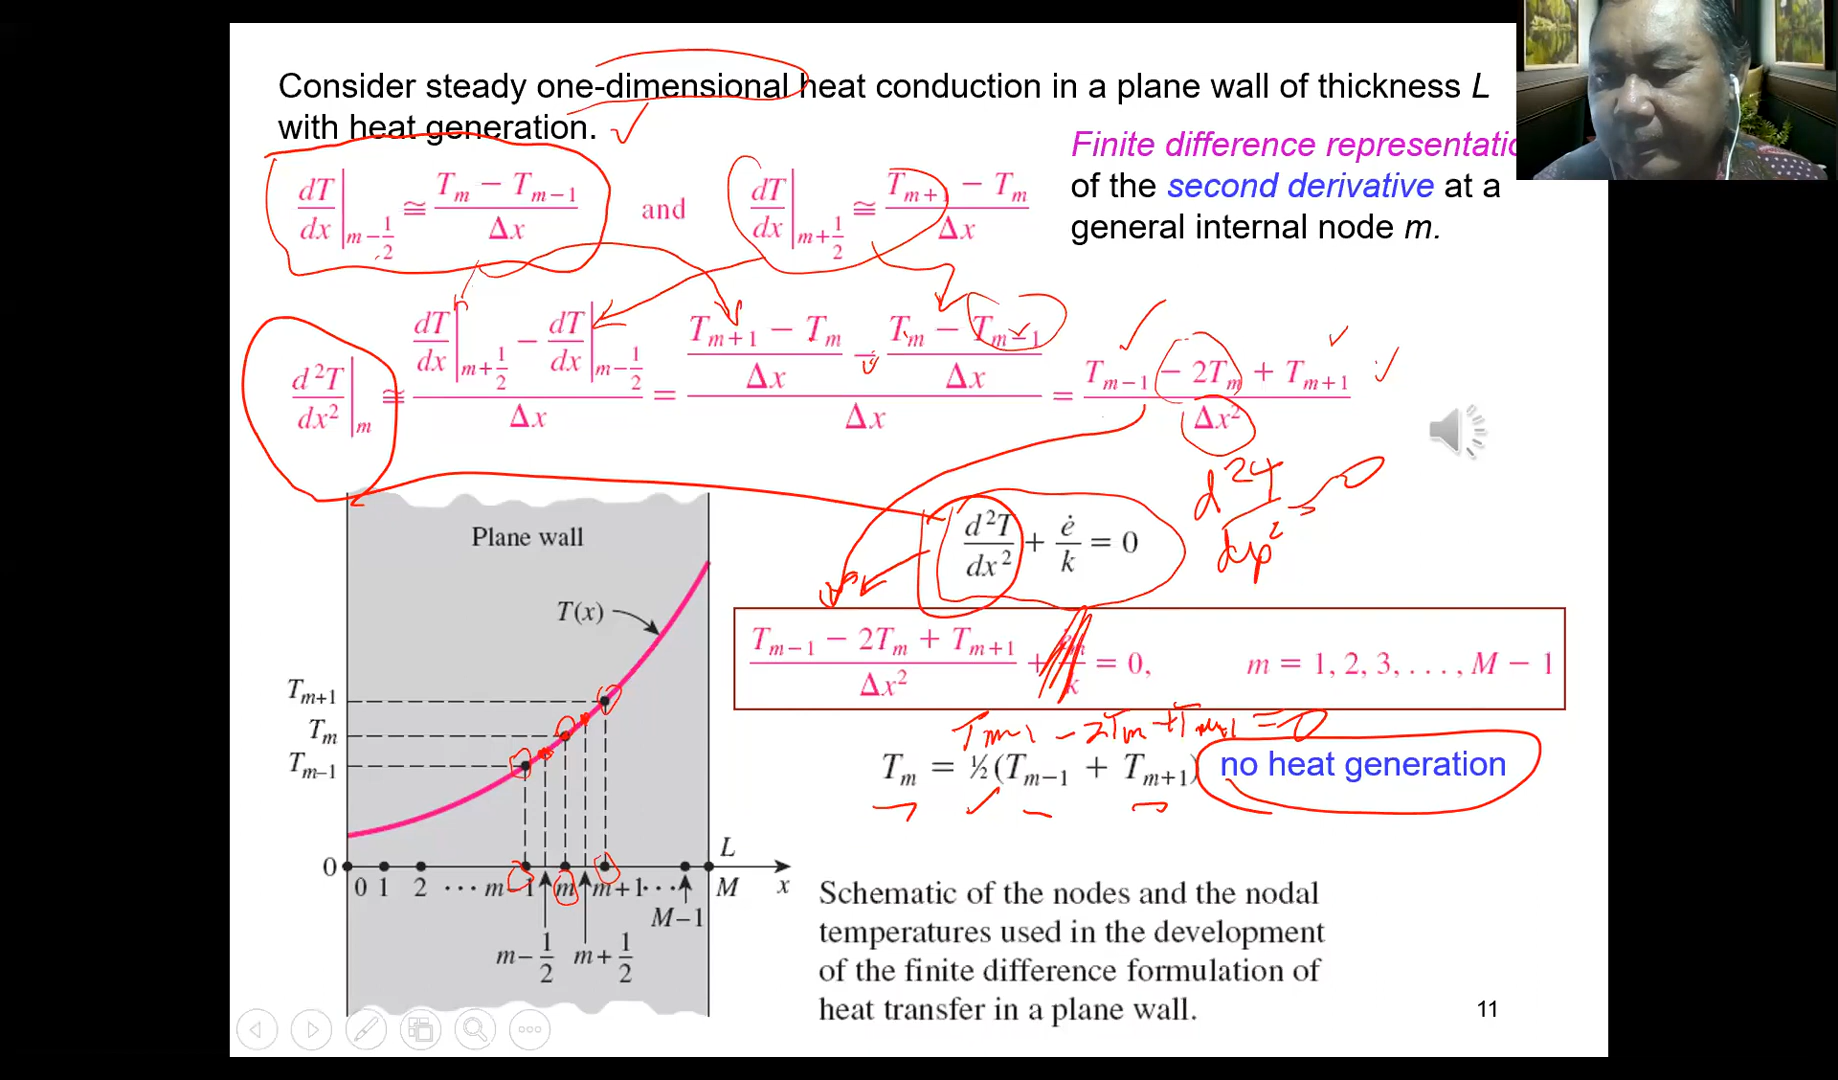 Consider steady one-dimensional heat conduction in a plane wall of thickness L
with heat generation.
Finite difference representatio
of the second derivative at a
general internal node m.
dT/dx|m−1/2 ≅ (Tm − Tm−1)/Δx and dT/dx|m+1/2 ≅ (Tm+1 − Tm)/Δx
d²T/dx²|m ≅ (dT/dx|m+1/2 − dT/dx|m−1/2)/Δx = ((Tm+1 − Tm)/Δx − (Tm − Tm−1)/Δx)/Δx = (Tm−1 − 2Tm + Tm+1)/Δx²
d²T/dx² + ė/k = 0
(Tm−1 − 2Tm + Tm+1)/Δx² + = 0, m = 1, 2, 3, . . . , M − 1
Tm-1 − 2Tm + Tm+1 = 0
Tm = ½(Tm−1 + Tm+1) no heat generation
Plane wall
T(x)
Tm+1
Tm
Tm−1
0
L
0 1 2 ··· m−1 m m+1··· M x
M−1
m−1/2 m+1/2
Schematic of the nodes and the nodal
temperatures used in the development
of the finite difference formulation of
heat transfer in a plane wall.
11